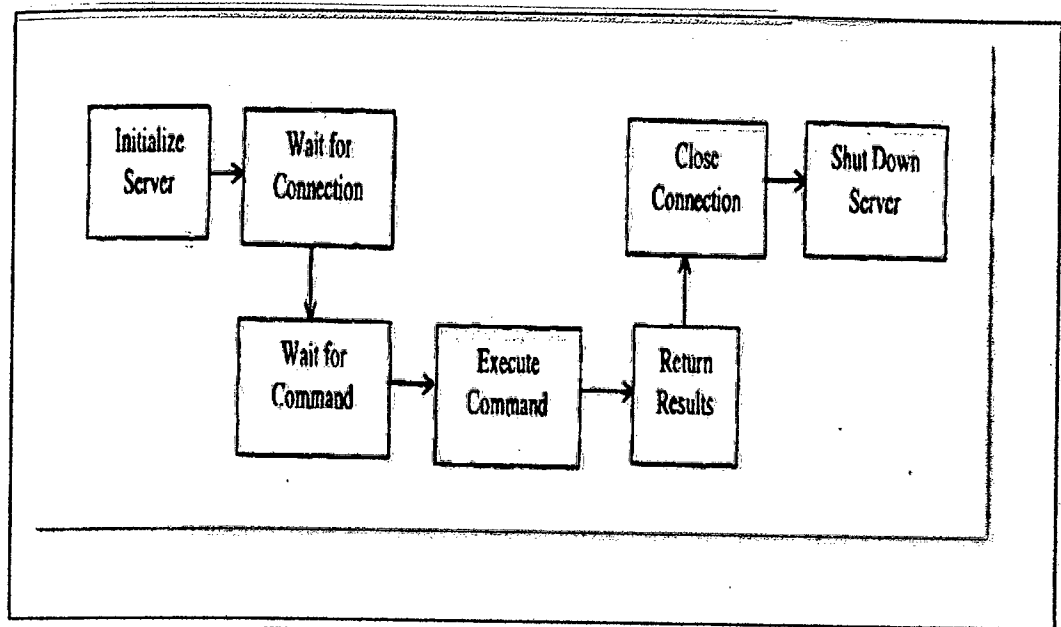 Initialize
Server
Wait for
Connection
Wait for
Command
Execute
Command
Return
Results
Close
Connection
Shut Down
Server